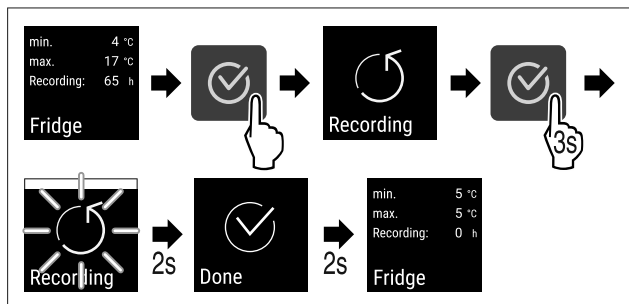 min. 4 °C
max. 17 °C
Recording: 65 h
Fridge
Recording
3s
Recording
2s
Done
2s
min. 5 °C
max. 5 °C
Recording: 0 h
Fridge